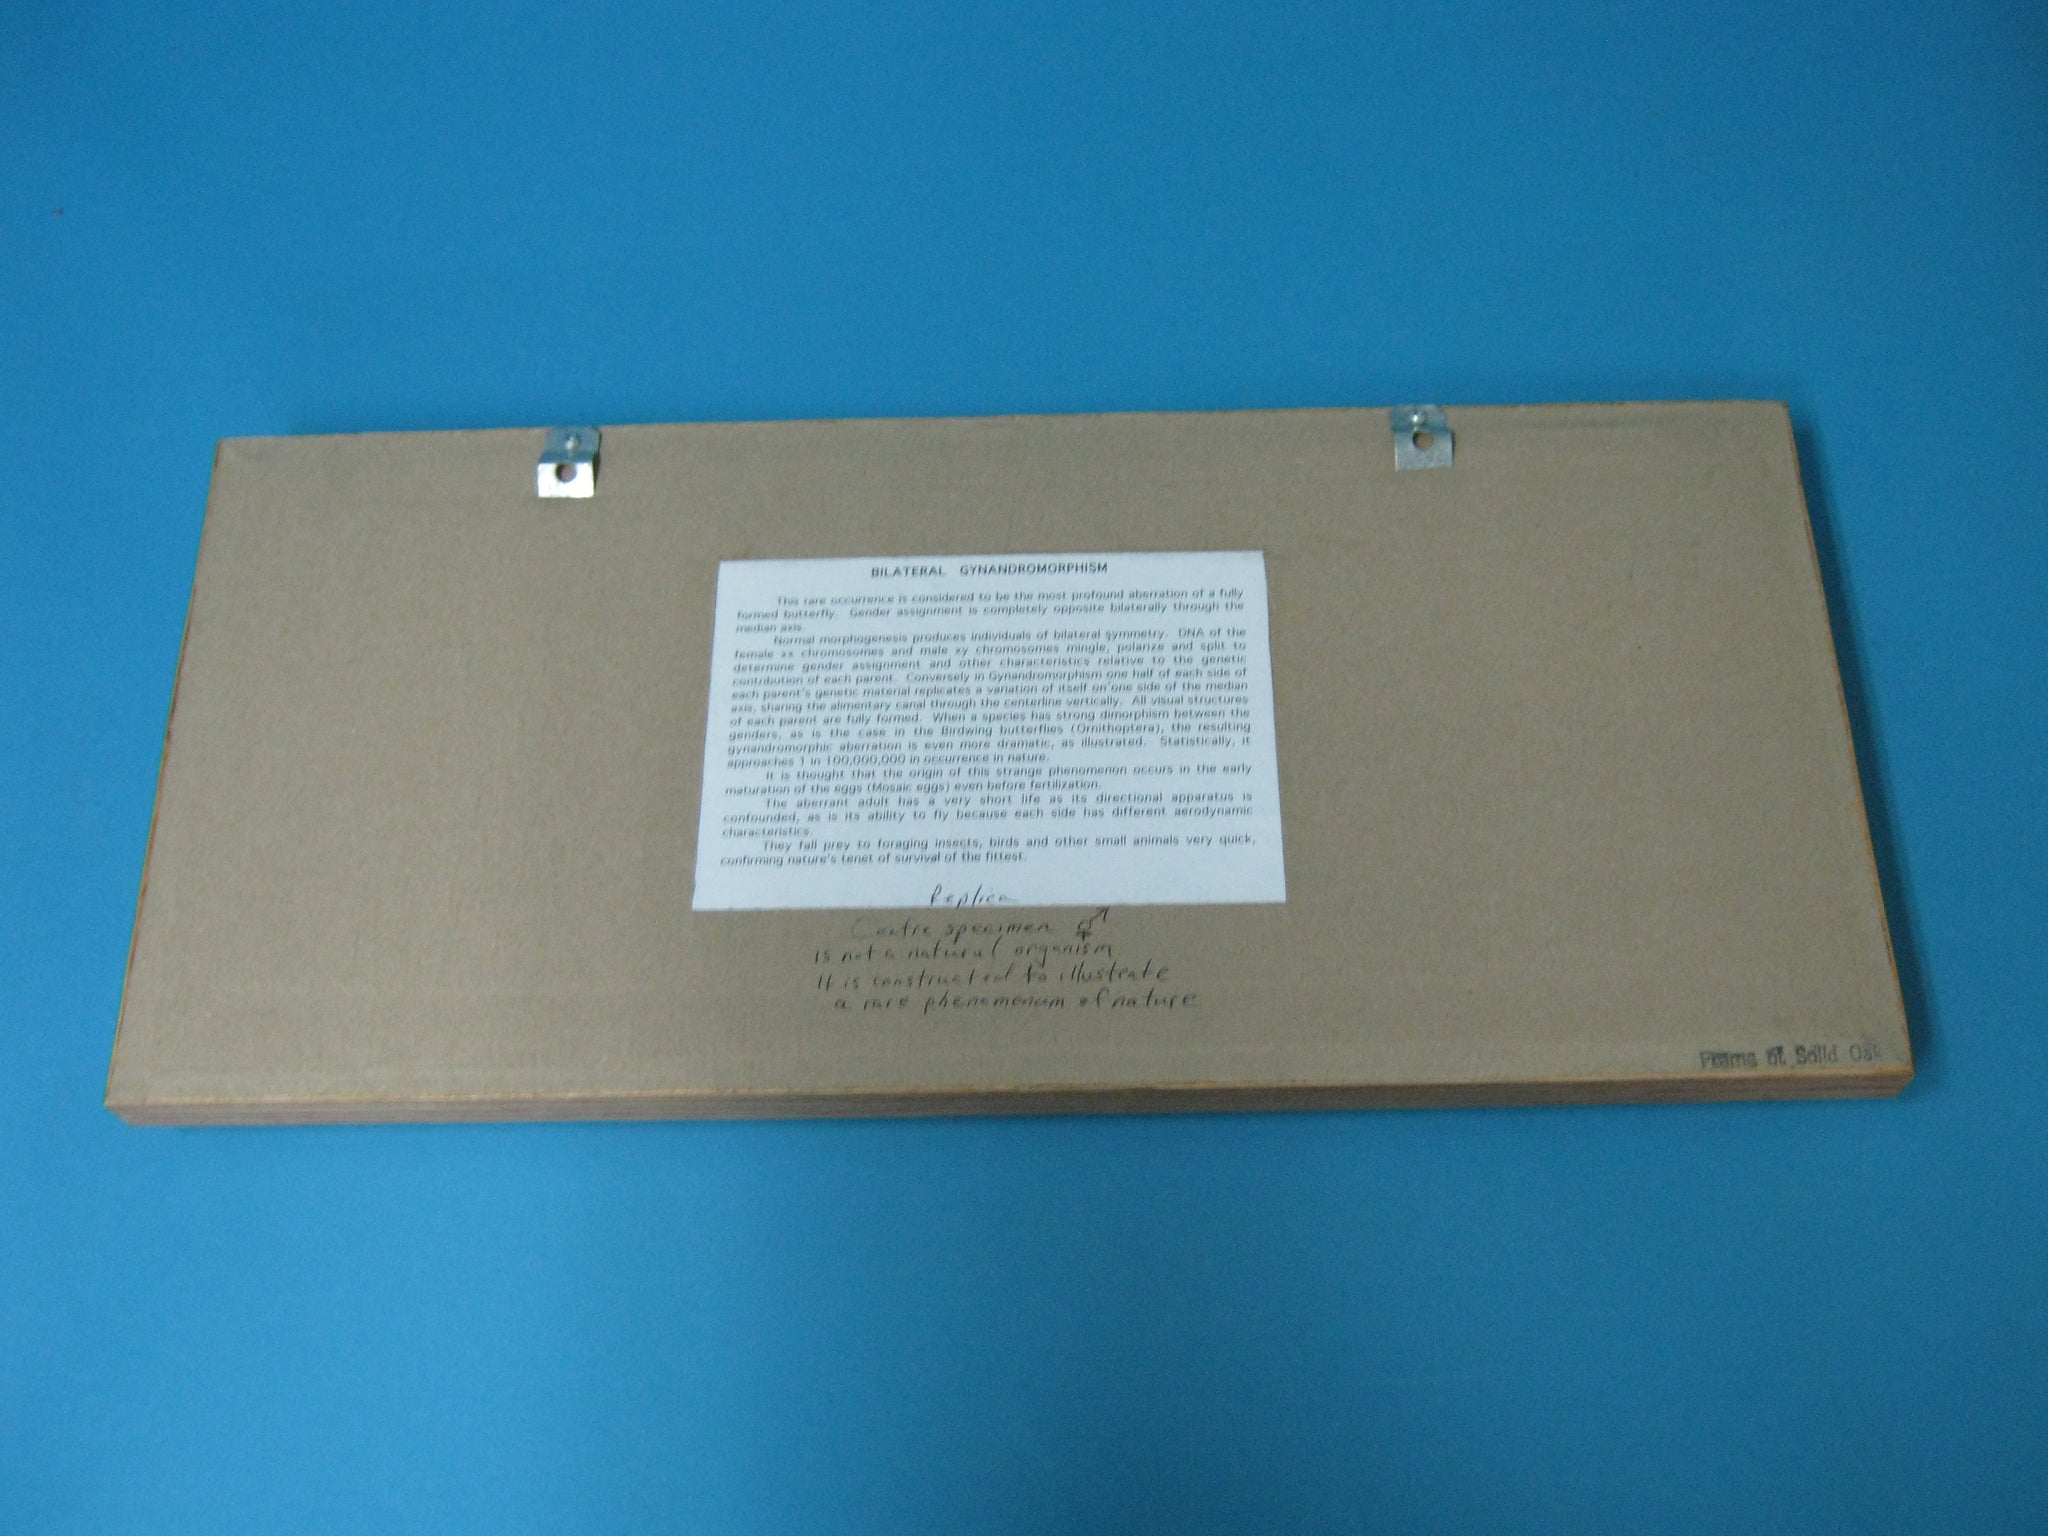 BILATERAL GYNANDROMORPHISM
This rare occurrence is considered to be the most profound aberration of a fully
formed butterfly. Gender assignment is completely opposite bilaterally through the
median axis.
Normal morphogenesis produces individuals of bilateral symmetry. DNA of the
female xx chromosomes and male xy chromosomes mingle, polarize and split to
determine gender assignment and other characteristics relative to the genetic
contribution of each parent. Conversely in Gynandromorphism one half of each side of
each parent's genetic material replicates a variation of itself on one side of the median
axis, sharing the alimentary canal through the centerline vertically. All visual structures
of each parent are fully formed. When a species has strong dimorphism between the
genders, as is the case in the Birdwing butterflies (Ornithoptera), the resulting
gynandromorphic aberration is even more dramatic, as illustrated. Statistically, it
approaches 1 in 100,000,000 in occurrence in nature.
It is thought that the origin of this strange phenomenon occurs in the early
maturation of the eggs (Mosaic eggs) even before fertilization.
The aberrant adult has a very short life as its directional apparatus is
confounded, as is its ability to fly because each side has different aerodynamic
characteristics.
They fall prey to foraging insects, birds and other small animals very quick,
confirming nature's tenet of survival of the fittest.
Replica
specimen
is not a natural organism
It is constructed to illustrate
a rare phenomenum of nature
Frame of Solid Oak